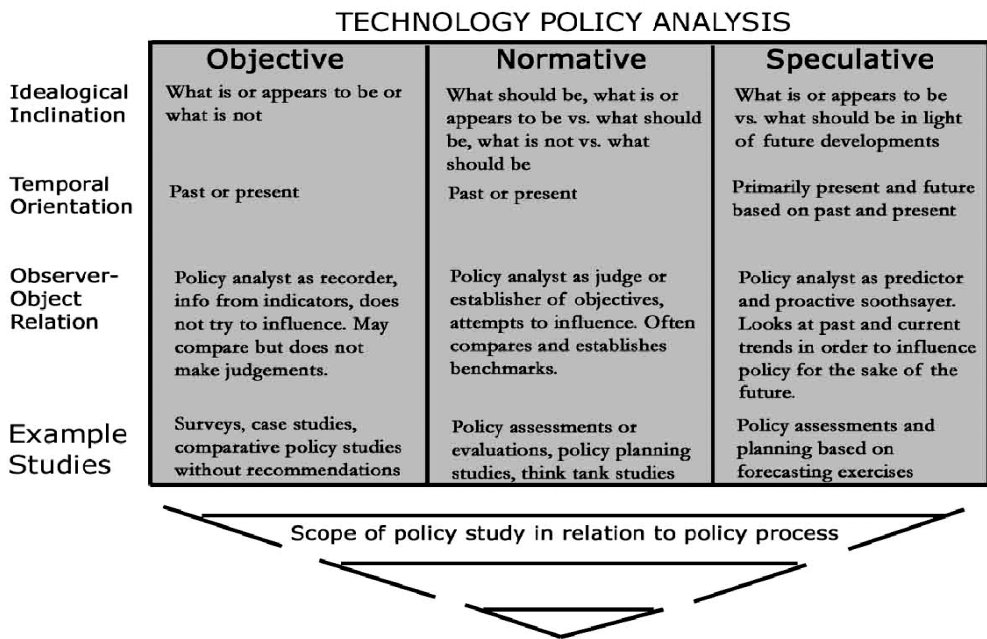 TECHNOLOGY POLICY ANALYSIS
Objective
Normative
Speculative
Idealogical
Inclination
What is or appears to be or
what is not
What should be, what is or
appears to be vs. what should
be, what is not vs. what
should be
What is or appears to be
vs. what should be in light
of future developments
Temporal
Orientation
Past or present
Past or present
Primarily present and future
based on past and present
Observer-
Object
Relation
Policy analyst as recorder,
info from indicators, does
not try to influence. May
compare but does not
make judgements.
Policy analyst as judge or
establisher of objectives,
attempts to influence. Often
compares and establishes
benchmarks.
Policy analyst as predictor
and proactive soothsayer.
Looks at past and current
trends in order to influence
policy for the sake of the
future.
Example
Studies
Surveys, case studies,
comparative policy studies
without recommendations
Policy assessments or
evaluations, policy planning
studies, think tank studies
Policy assessments and
planning based on
forecasting exercises
Scope of policy study in relation to policy process